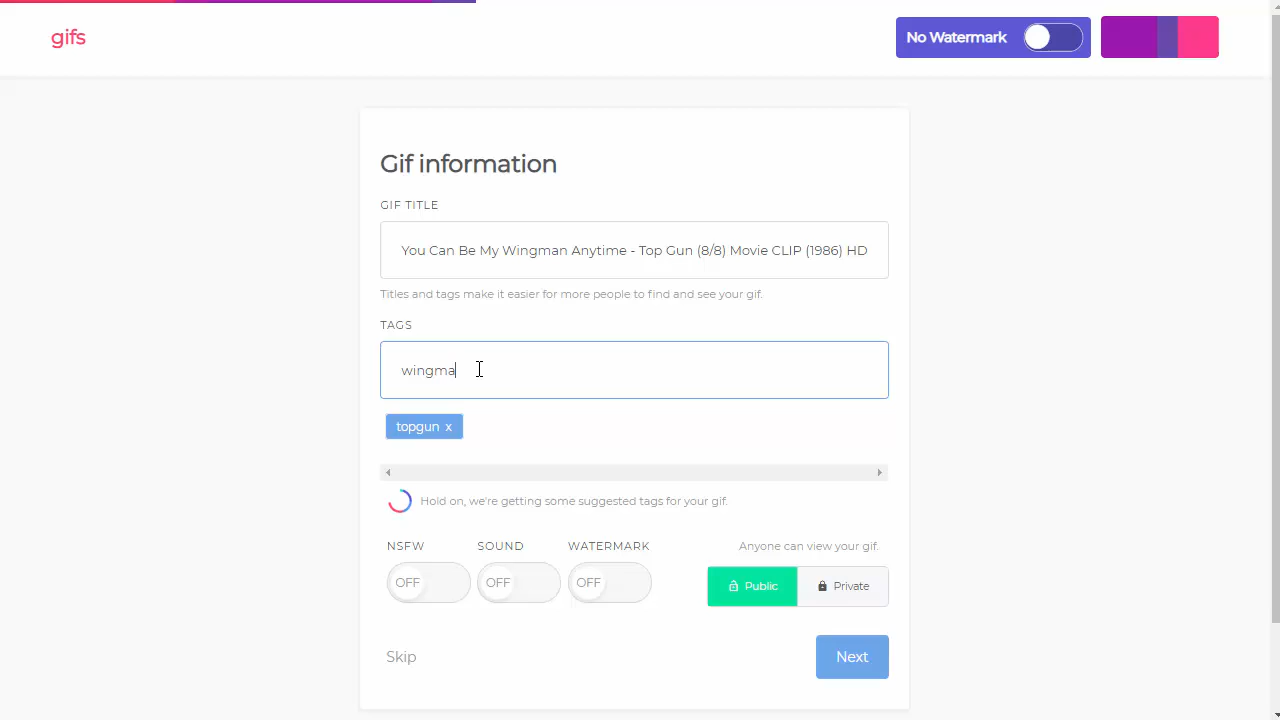 gifs
No Watermark
Gif information
GIF TITLE
You Can Be My Wingman Anytime - Top Gun (8/8) Movie CLIP (1986) HD
Titles and tags make it easier for more people to find and see your gif.
TAGS
wingma
topgun x
Hold on, we're getting some suggested tags for your gif.
NSFW SOUND WATERMARK Anyone can view your gif.
OFF OFF OFF Public Private
Skip Next